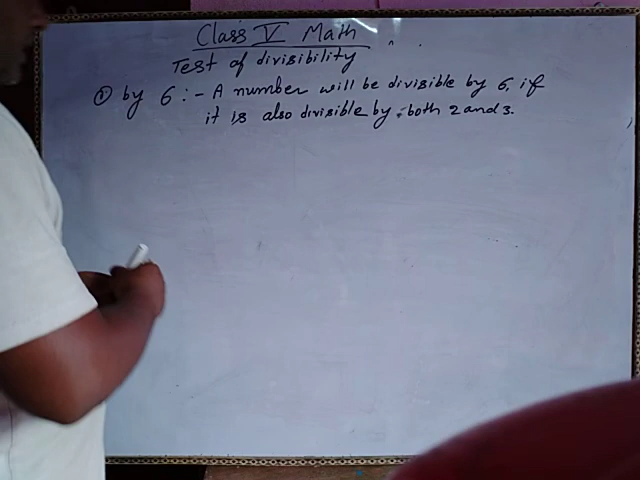 Class V Math
Test of divisibility
① by 6 :- A number will be divisible by 6, if
it is also divisible by both 2 and 3.